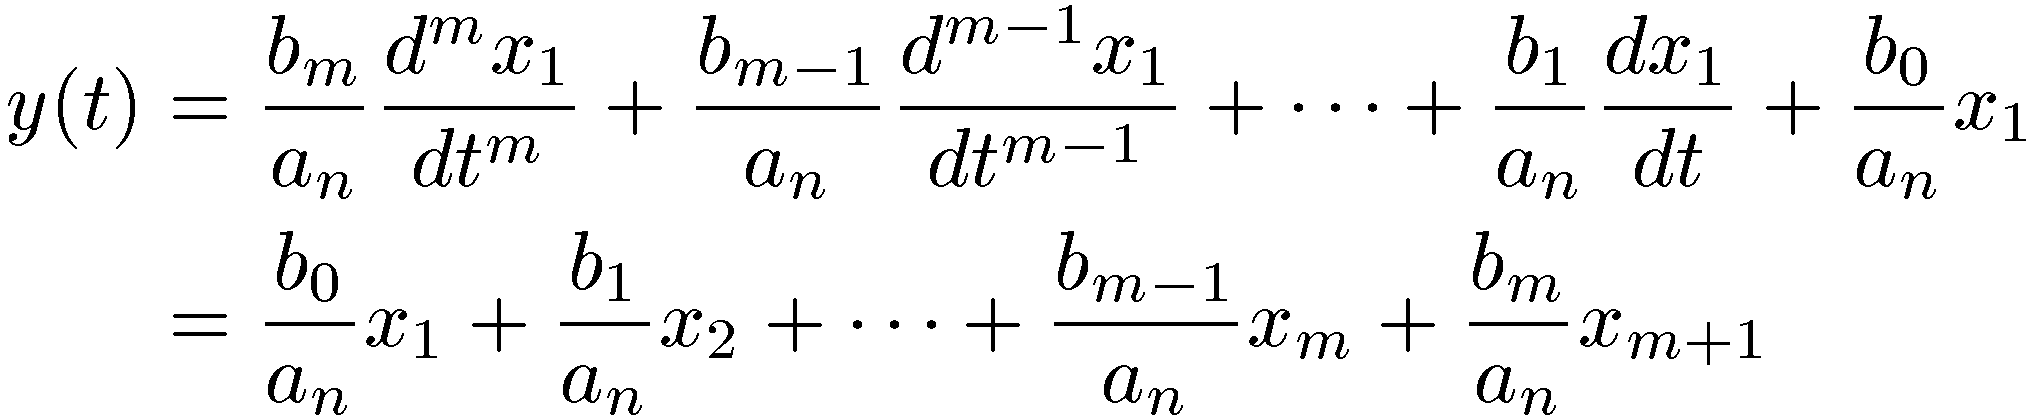 y(t) = \frac{b_m}{a_n} \frac{d^m x_1}{dt^m} + \frac{b_{m-1}}{a_n} \frac{d^{m-1} x_1}{dt^{m-1}} + \cdots + \frac{b_1}{a_n} \frac{dx_1}{dt} + \frac{b_0}{a_n} x_1
= \frac{b_0}{a_n} x_1 + \frac{b_1}{a_n} x_2 + \cdots + \frac{b_{m-1}}{a_n} x_m + \frac{b_m}{a_n} x_{m+1}